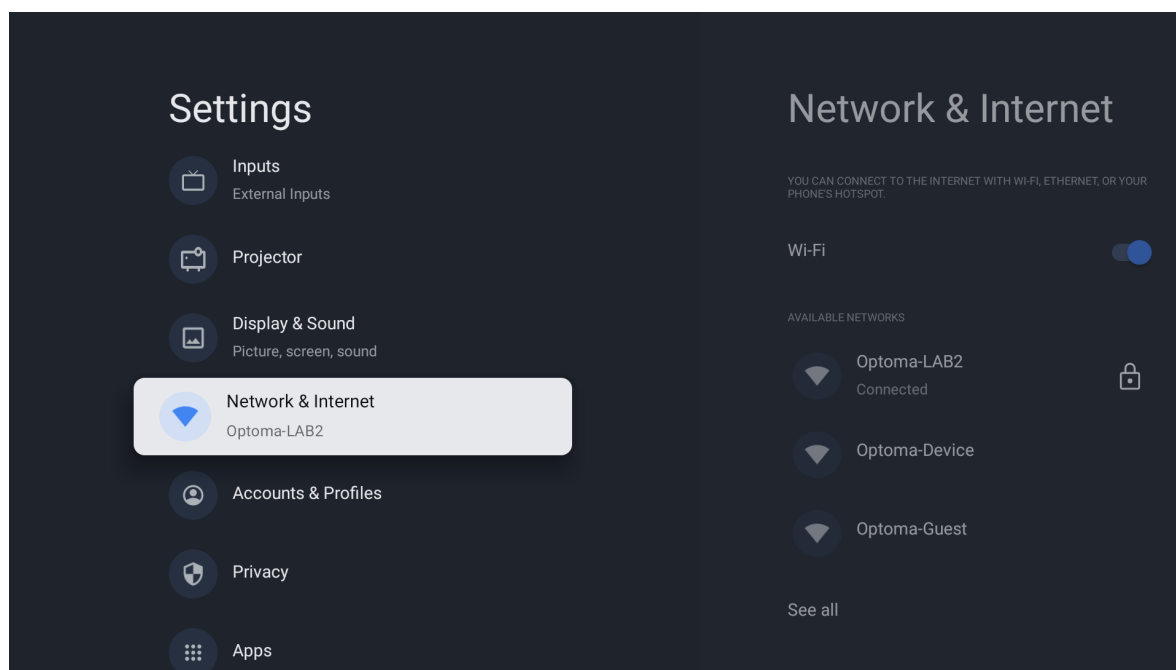 Settings
Inputs
External Inputs
Projector
Display & Sound
Picture, screen, sound
Network & Internet
Optoma-LAB2
Accounts & Profiles
Privacy
Apps
Network & Internet
YOU CAN CONNECT TO THE INTERNET WITH WI-FI, ETHERNET, OR YOUR
PHONE'S HOTSPOT.
Wi-Fi
AVAILABLE NETWORKS
Optoma-LAB2
Connected
Optoma-Device
Optoma-Guest
See all